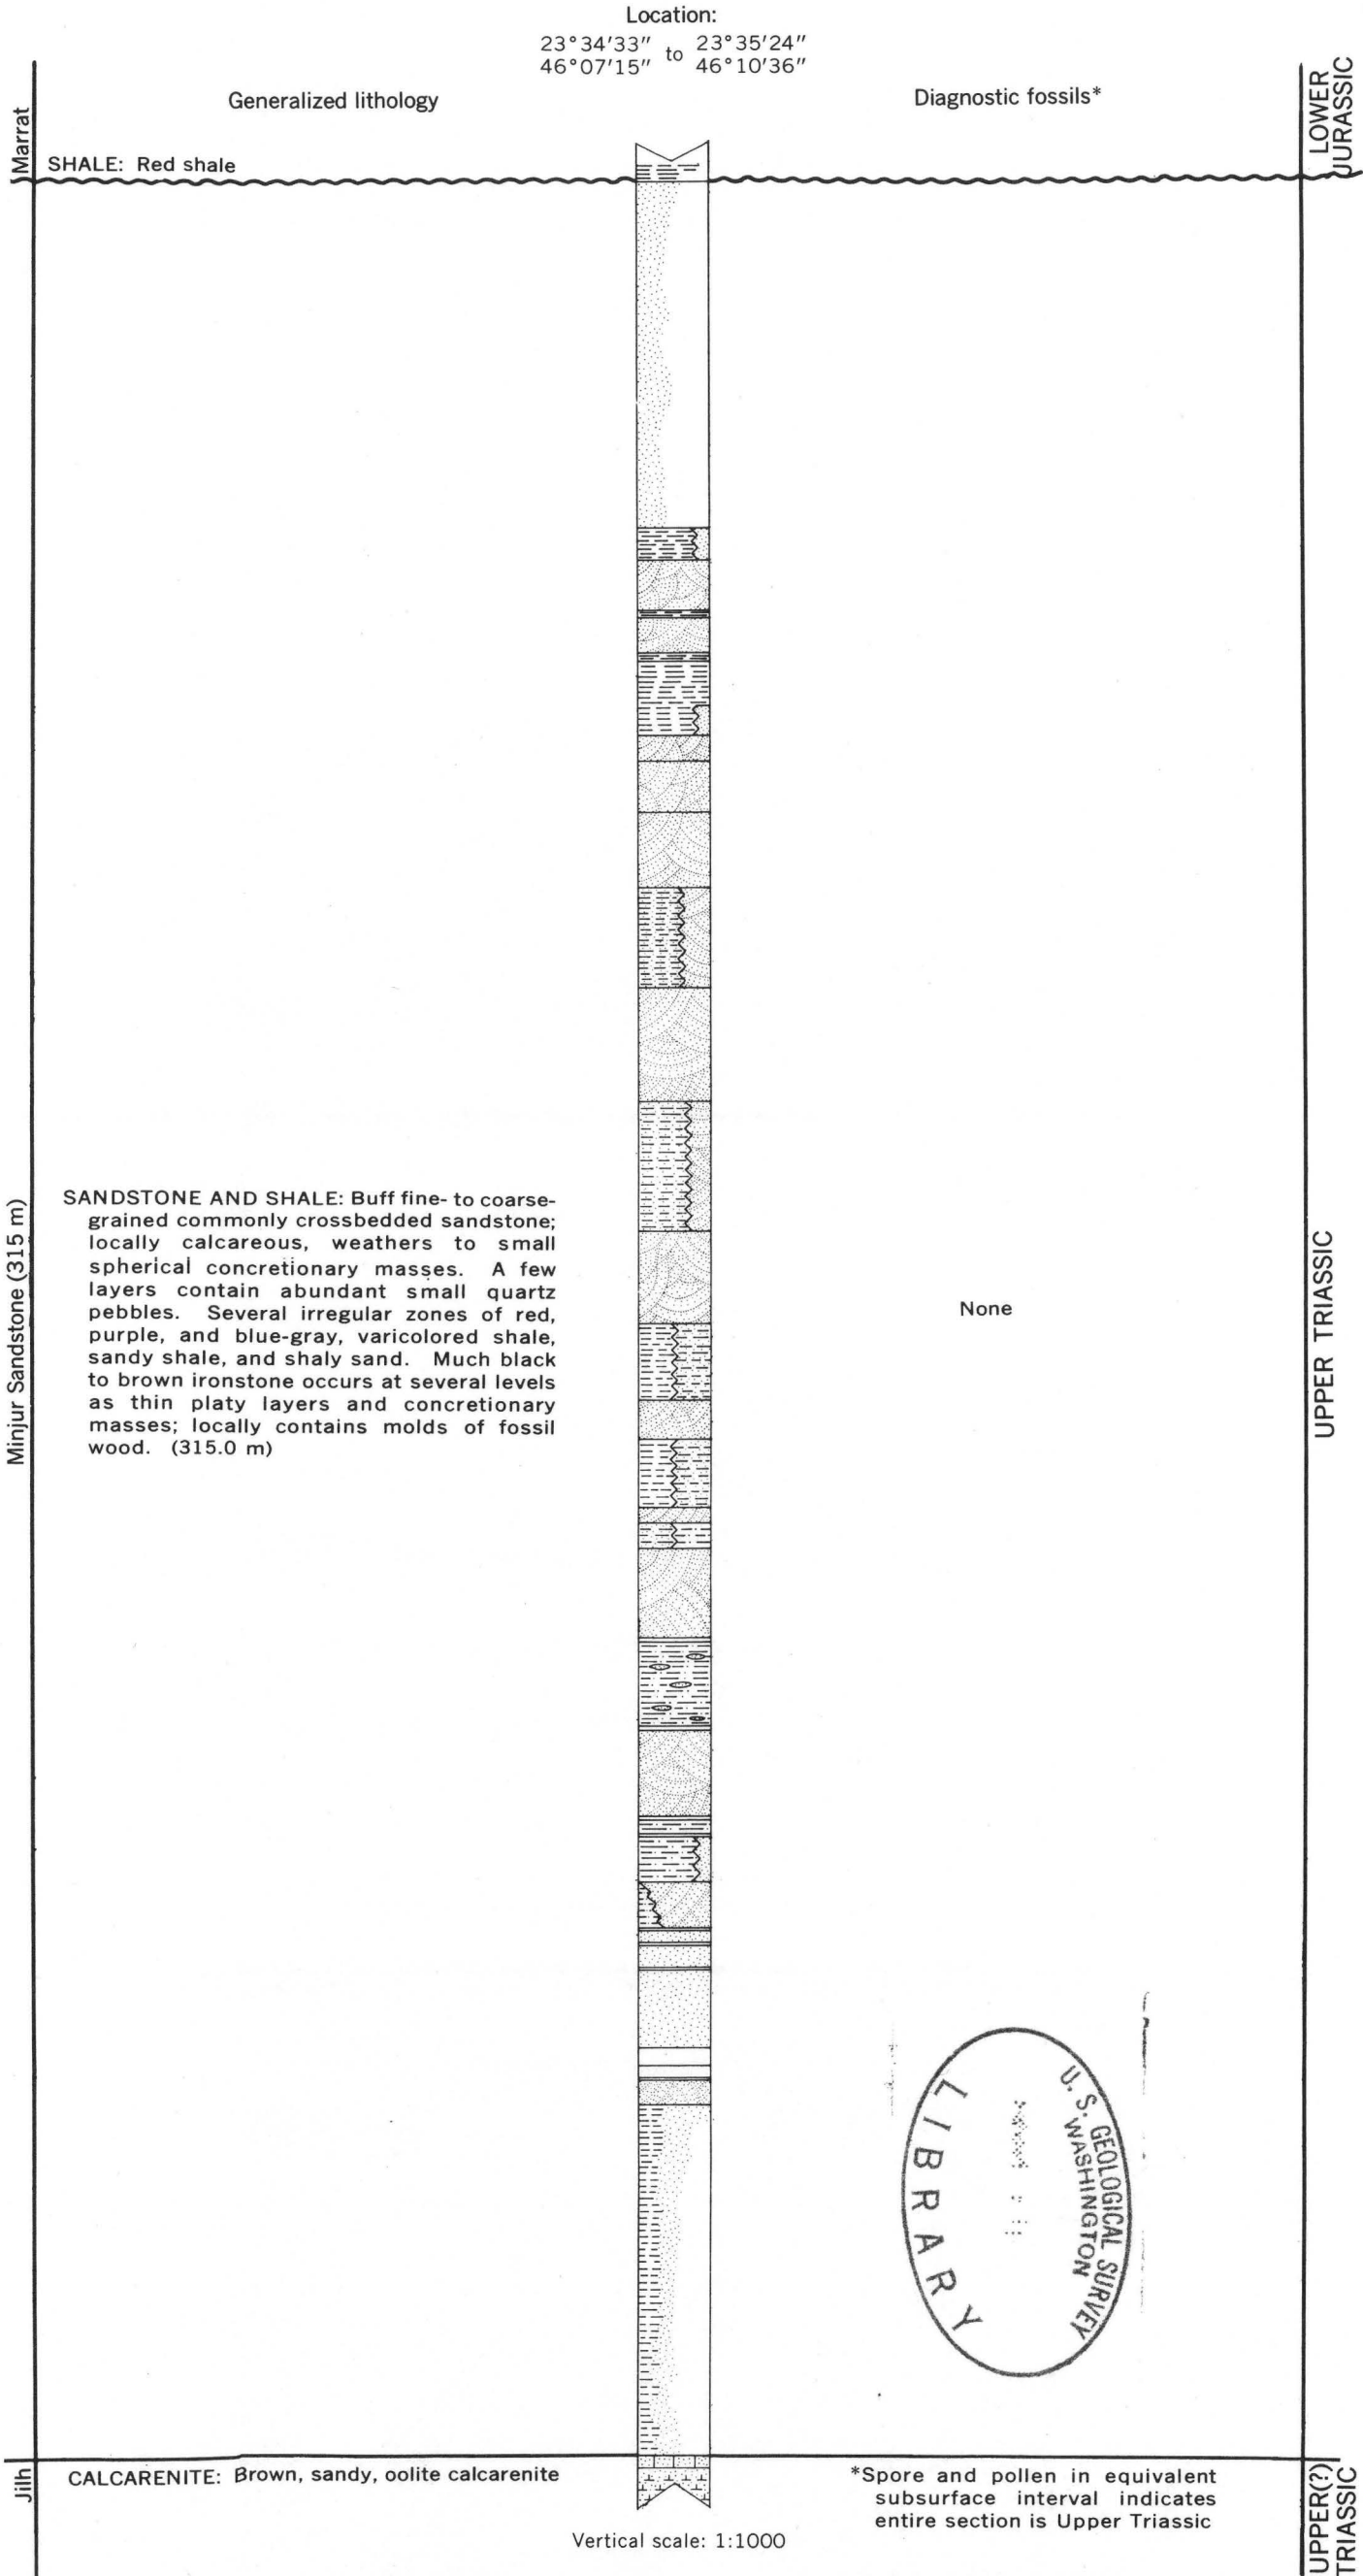 Location:
23°34′33″ to 23°35′24″
46°07′15″ 46°10′36″
Generalized lithology
Diagnostic fossils*
Marrat
LOWER
JURASSIC
SHALE: Red shale
Minjur Sandstone (315 m)
SANDSTONE AND SHALE: Buff fine- to coarse-
grained commonly crossbedded sandstone;
locally calcareous, weathers to small
spherical concretionary masses. A few
layers contain abundant small quartz
pebbles. Several irregular zones of red,
purple, and blue-gray, varicolored shale,
sandy shale, and shaly sand. Much black
to brown ironstone occurs at several levels
as thin platy layers and concretionary
masses; locally contains molds of fossil
wood. (315.0 m)
None
UPPER TRIASSIC
U. S. GEOLOGICAL SURVEY
WASHINGTON
LIBRARY
Jilh
CALCARENITE: Brown, sandy, oolite calcarenite
*Spore and pollen in equivalent
subsurface interval indicates
entire section is Upper Triassic
UPPER(?)
TRIASSIC
Vertical scale: 1:1000